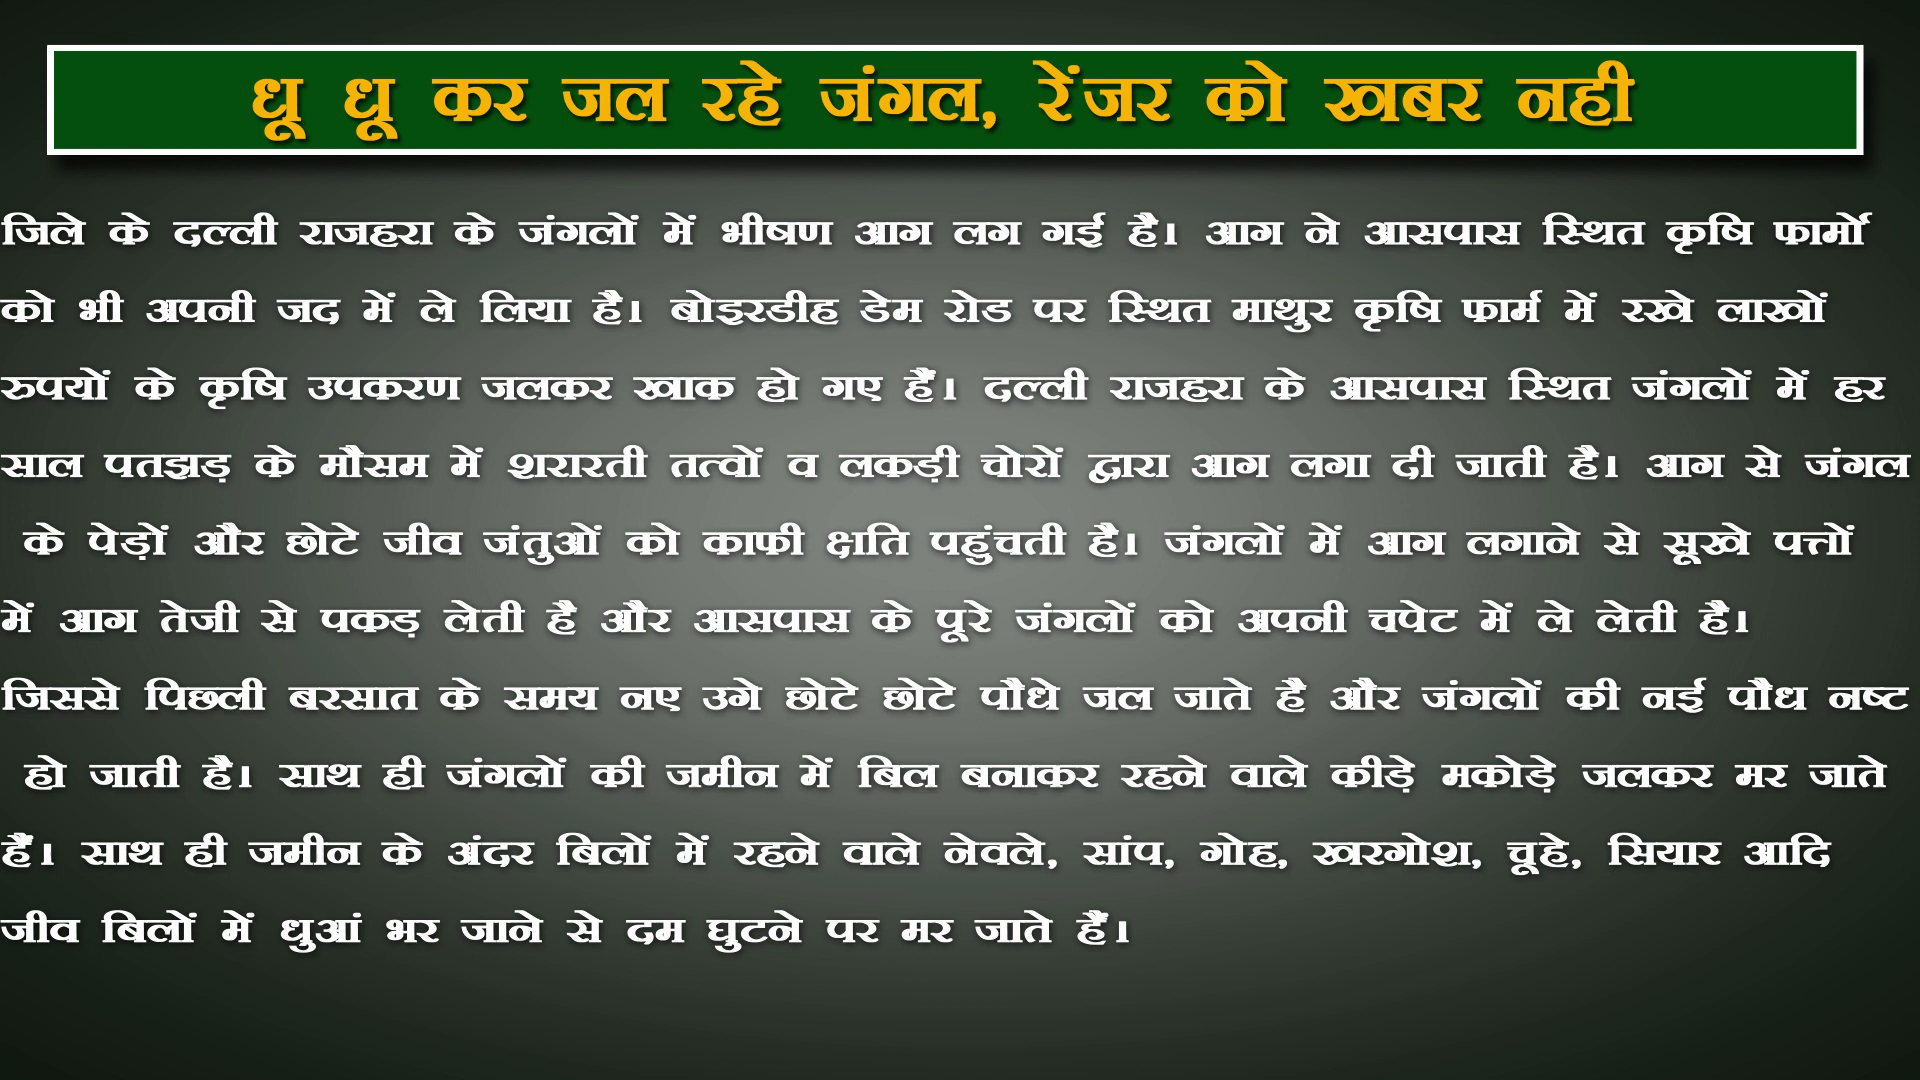 धू धू कर जल रहे जंगल, रेंजर को खबर नही
जिले के दल्ली राजहरा के जंगलों में भीषण आग लग गई है। आग ने आसपास स्थित कृषि फार्मों
को भी अपनी जद में ले लिया है। बोइरडीह डेम रोड पर स्थित माथुर कृषि फार्म में रखे लाखों
रुपयों के कृषि उपकरण जलकर खाक हो गए हैं। दल्ली राजहरा के आसपास स्थित जंगलों में हर
साल पतझड़ के मौसम में शरारती तत्वों व लकड़ी चोरों द्वारा आग लगा दी जाती है। आग से जंगल
के पेड़ों और छोटे जीव जंतुओं को काफी क्षति पहुंचती है। जंगलों में आग लगाने से सूखे पत्तों
में आग तेजी से पकड़ लेती है और आसपास के पूरे जंगलों को अपनी चपेट में ले लेती है।
जिससे पिछली बरसात के समय नए उगे छोटे छोटे पौधे जल जाते है और जंगलों की नई पौध नष्ट
हो जाती है। साथ ही जंगलों की जमीन में बिल बनाकर रहने वाले कीड़े मकोड़े जलकर मर जाते
हैं। साथ ही जमीन के अंदर बिलों में रहने वाले नेवले, सांप, गोह, खरगोश, चूहे, सियार आदि
जीव बिलों में धुआं भर जाने से दम घुटने पर मर जाते हैं।